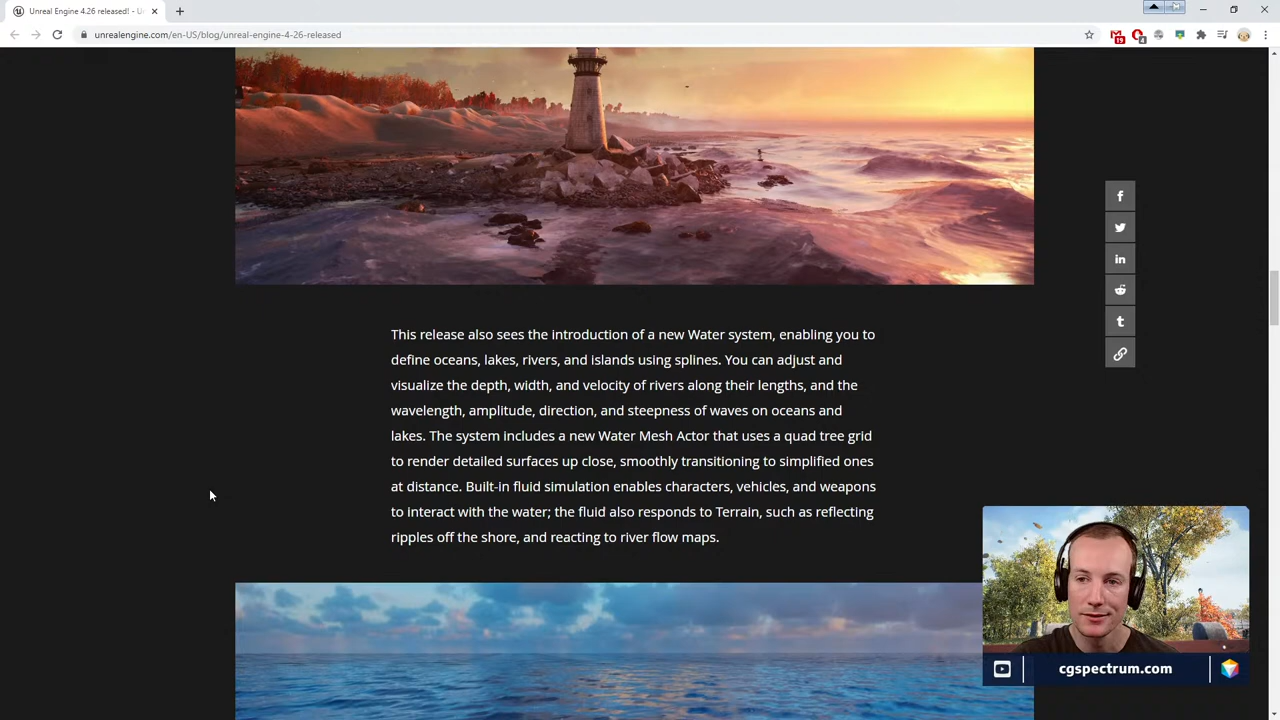 Unreal Engine 4.26 released! - U
unrealengine.com/en-US/blog/unreal-engine-4-26-released
19
4
This release also sees the introduction of a new Water system, enabling you to
define oceans, lakes, rivers, and islands using splines. You can adjust and
visualize the depth, width, and velocity of rivers along their lengths, and the
wavelength, amplitude, direction, and steepness of waves on oceans and
lakes. The system includes a new Water Mesh Actor that uses a quad tree grid
to render detailed surfaces up close, smoothly transitioning to simplified ones
at distance. Built-in fluid simulation enables characters, vehicles, and weapons
to interact with the water; the fluid also responds to Terrain, such as reflecting
ripples off the shore, and reacting to river flow maps.
cgspectrum.com